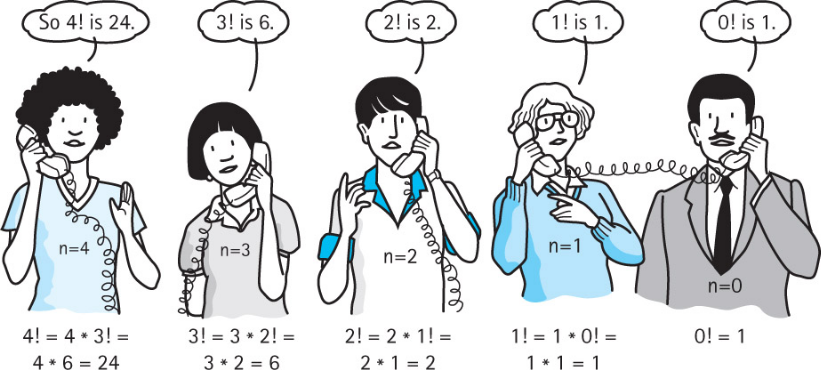 So 4! is 24.
3! is 6.
2! is 2.
1! is 1.
0! is 1.
n=4
n=3
n=2
n=1
n=0
4! = 4 * 3! =
4 * 6 = 24
3! = 3 * 2! =
3 * 2 = 6
2! = 2 * 1! =
2 * 1 = 2
1! = 1 * 0! =
1 * 1 = 1
0! = 1